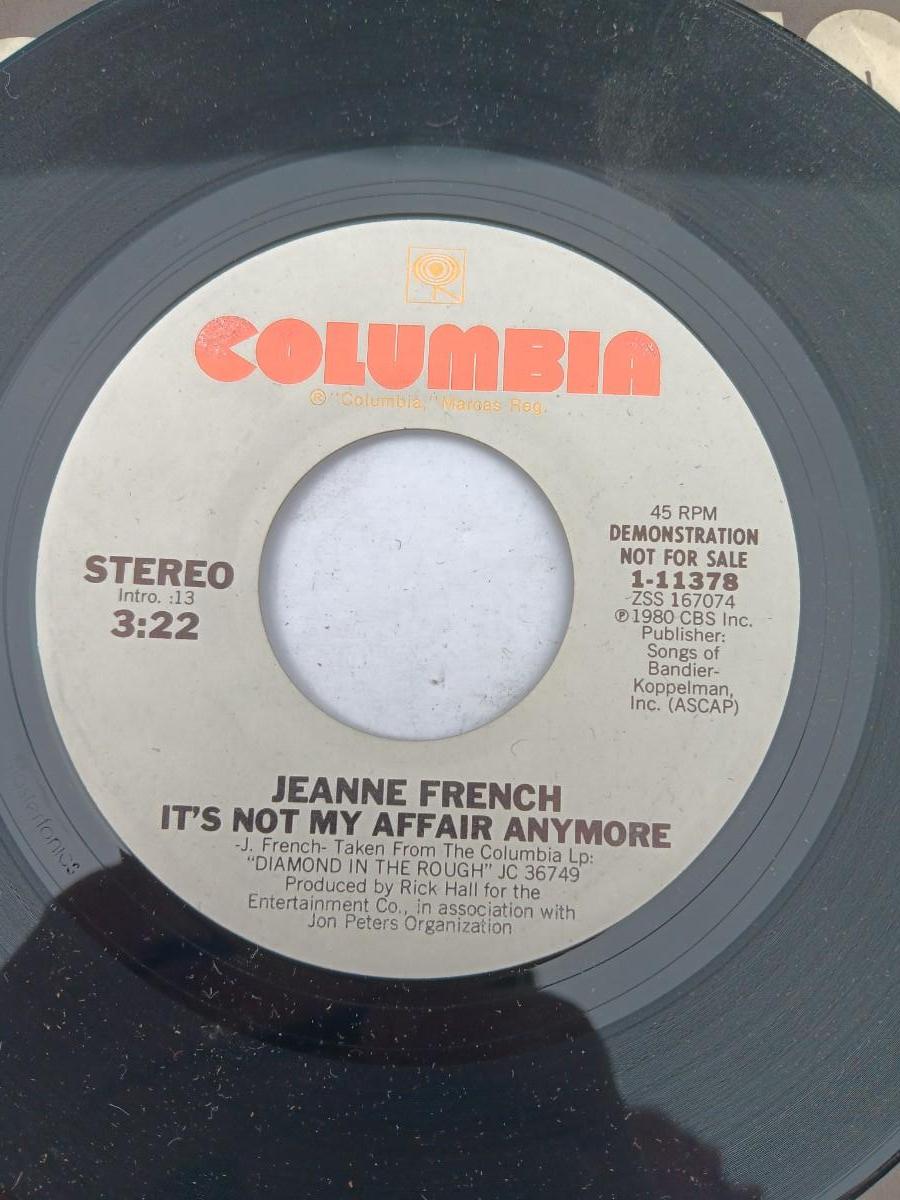 COLUMBIA
® "Columbia," Marcas Reg.
STEREO
Intro. :13
3:22
45 RPM
DEMONSTRATION
NOT FOR SALE
1-11378
ZSS 167074
℗ 1980 CBS Inc.
Publisher:
Songs of
Bandier-
Koppelman,
Inc. (ASCAP)
JEANNE FRENCH
IT'S NOT MY AFFAIR ANYMORE
-J. French- Taken From The Columbia Lp:
"DIAMOND IN THE ROUGH" JC 36749
Produced by Rick Hall for the
Entertainment Co., in association with
Jon Peters Organization